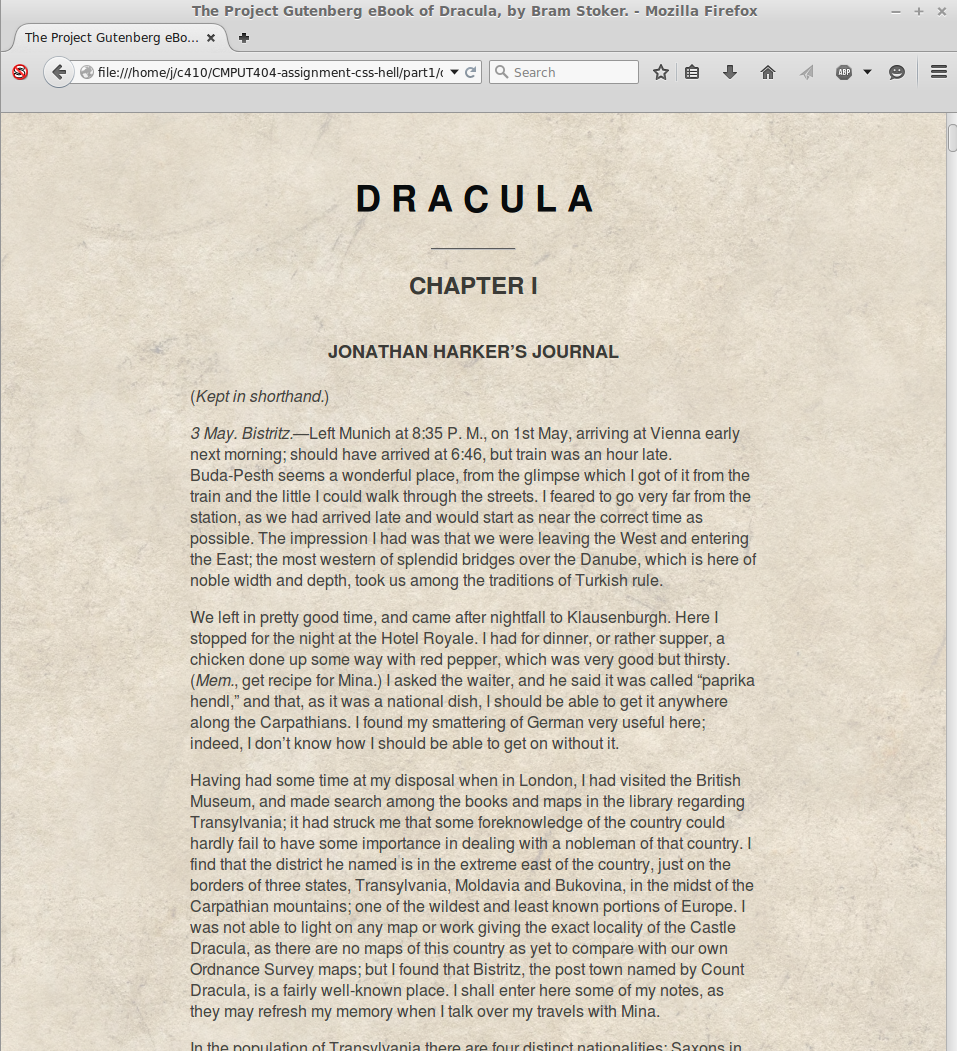 The Project Gutenberg eBook of Dracula, by Bram Stoker. - Mozilla Firefox
The Project Gutenberg eBo...
file:///home/j/c410/CMPUT404-assignment-css-hell/part1/
Search
ABP
D R A C U L A
CHAPTER I
JONATHAN HARKER’S JOURNAL
(Kept in shorthand.)
3 May. Bistritz.—Left Munich at 8:35 P. M., on 1st May, arriving at Vienna early
next morning; should have arrived at 6:46, but train was an hour late.
Buda-Pesth seems a wonderful place, from the glimpse which I got of it from the
train and the little I could walk through the streets. I feared to go very far from the
station, as we had arrived late and would start as near the correct time as
possible. The impression I had was that we were leaving the West and entering
the East; the most western of splendid bridges over the Danube, which is here of
noble width and depth, took us among the traditions of Turkish rule.
We left in pretty good time, and came after nightfall to Klausenburgh. Here I
stopped for the night at the Hotel Royale. I had for dinner, or rather supper, a
chicken done up some way with red pepper, which was very good but thirsty.
(Mem., get recipe for Mina.) I asked the waiter, and he said it was called “paprika
hendl,” and that, as it was a national dish, I should be able to get it anywhere
along the Carpathians. I found my smattering of German very useful here;
indeed, I don’t know how I should be able to get on without it.
Having had some time at my disposal when in London, I had visited the British
Museum, and made search among the books and maps in the library regarding
Transylvania; it had struck me that some foreknowledge of the country could
hardly fail to have some importance in dealing with a nobleman of that country. I
find that the district he named is in the extreme east of the country, just on the
borders of three states, Transylvania, Moldavia and Bukovina, in the midst of the
Carpathian mountains; one of the wildest and least known portions of Europe. I
was not able to light on any map or work giving the exact locality of the Castle
Dracula, as there are no maps of this country as yet to compare with our own
Ordnance Survey maps; but I found that Bistritz, the post town named by Count
Dracula, is a fairly well-known place. I shall enter here some of my notes, as
they may refresh my memory when I talk over my travels with Mina.
In the population of Transylvania there are four distinct nationalities: Saxons in